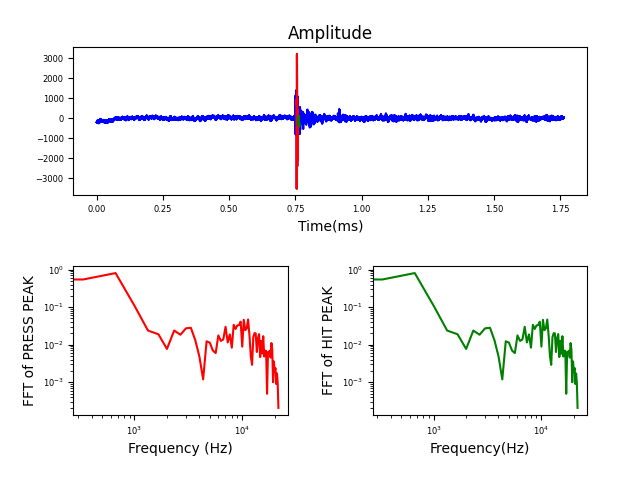 Amplitude
3000
2000
1000
0
−1000
−2000
−3000
0.00 0.25 0.50 0.75 1.00 1.25 1.50 1.75
Time(ms)
FFT of PRESS PEAK
10⁰
10⁻¹
10⁻²
10⁻³
10³ 10⁴
Frequency (Hz)
FFT of HIT PEAK
10⁰
10⁻¹
10⁻²
10⁻³
10³ 10⁴
Frequency(Hz)